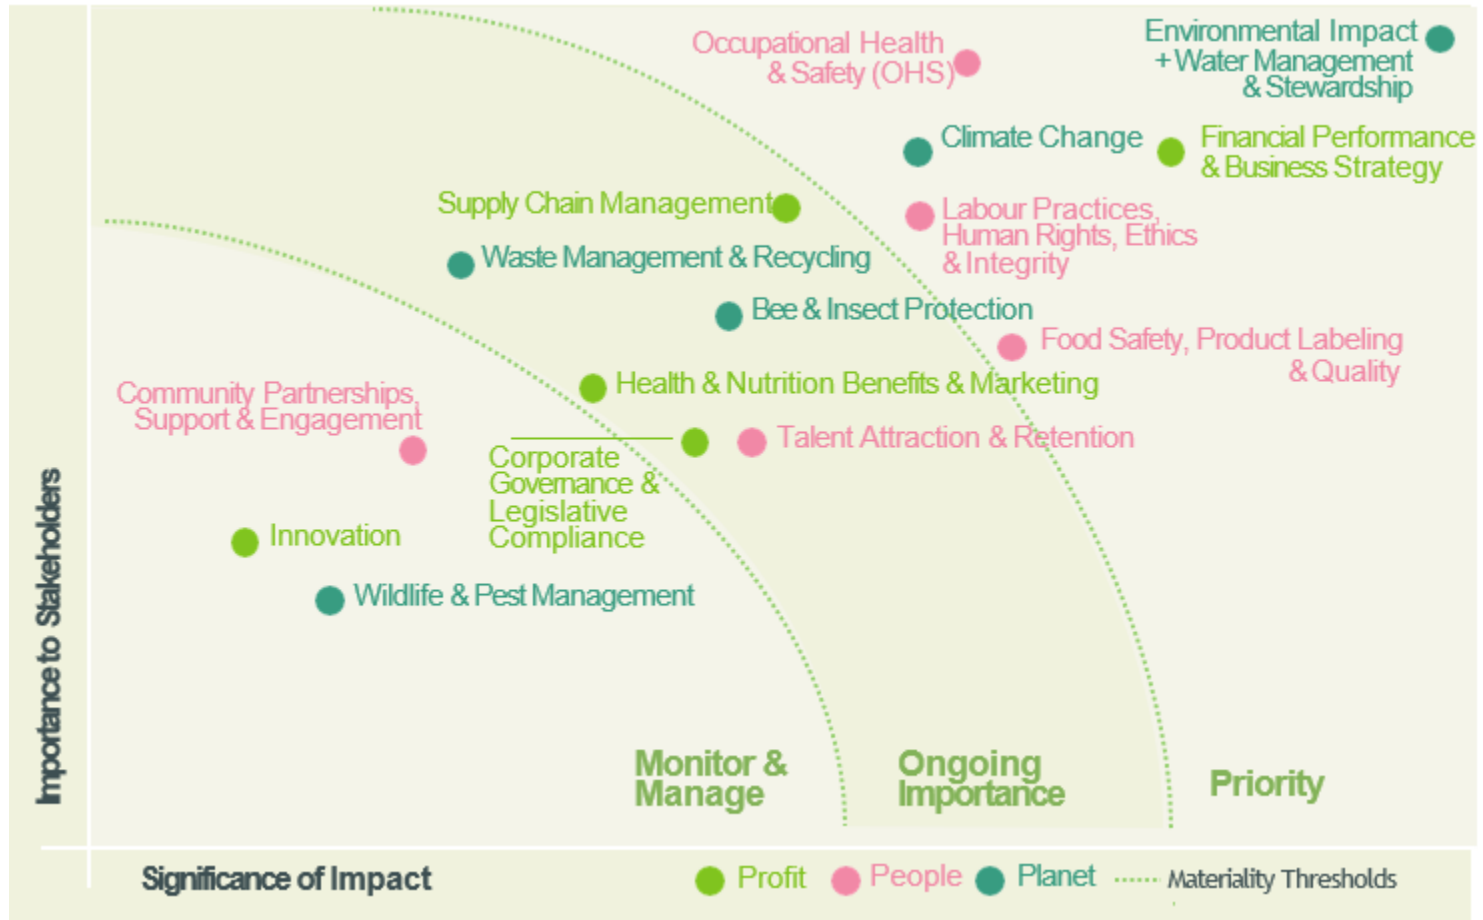 Occupational Health
& Safety (OHS)
Environmental Impact
+ Water Management
& Stewardship
Climate Change
Financial Performance
& Business Strategy
Supply Chain Management
Labour Practices,
Human Rights, Ethics
& Integrity
Waste Management & Recycling
Bee & Insect Protection
Food Safety, Product Labeling
& Quality
Health & Nutrition Benefits & Marketing
Community Partnerships,
Support & Engagement
Talent Attraction & Retention
Corporate
Governance &
Legislative
Compliance
Innovation
Wildlife & Pest Management
Importance to Stakeholders
Monitor &
Manage
Ongoing
Importance
Priority
Significance of Impact
Profit
People
Planet
Materiality Thresholds